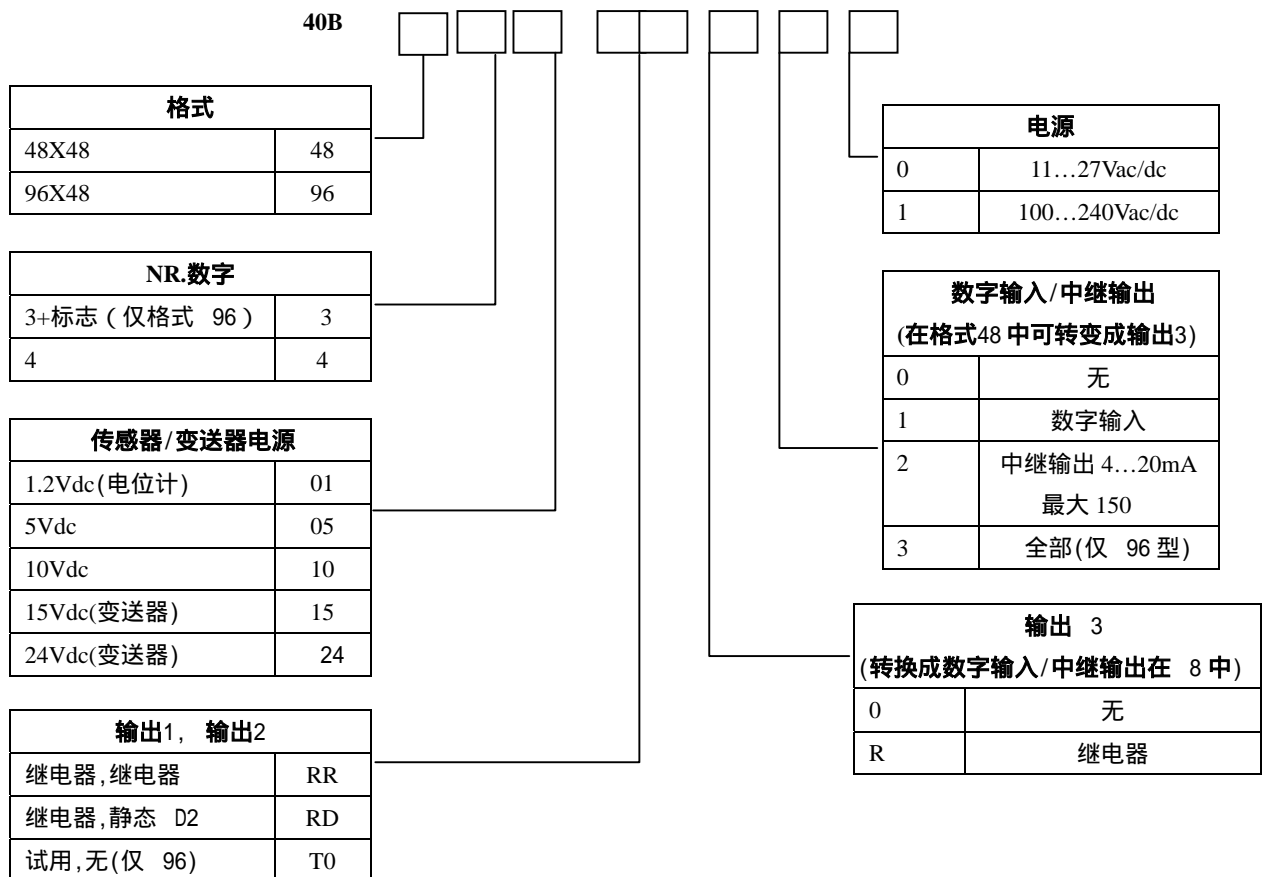 40B
格式
48X48 48
96X48 96
NR.数字
3+标志（仅格式 96） 3
4 4
传感器/变送器电源
1.2Vdc(电位计) 01
5Vdc 05
10Vdc 10
15Vdc(变送器) 15
24Vdc(变送器) 24
输出1, 输出2
继电器,继电器 RR
继电器,静态 D2 RD
试用,无(仅 96) T0
电源
0 11…27Vac/dc
1 100…240Vac/dc
数字输入/中继输出
(在格式48中可转变成输出3)
0 无
1 数字输入
2 中继输出 4…20mA
最大 150
3 全部(仅 96型)
输出 3
(转换成数字输入/中继输出在 8中)
0 无
R 继电器